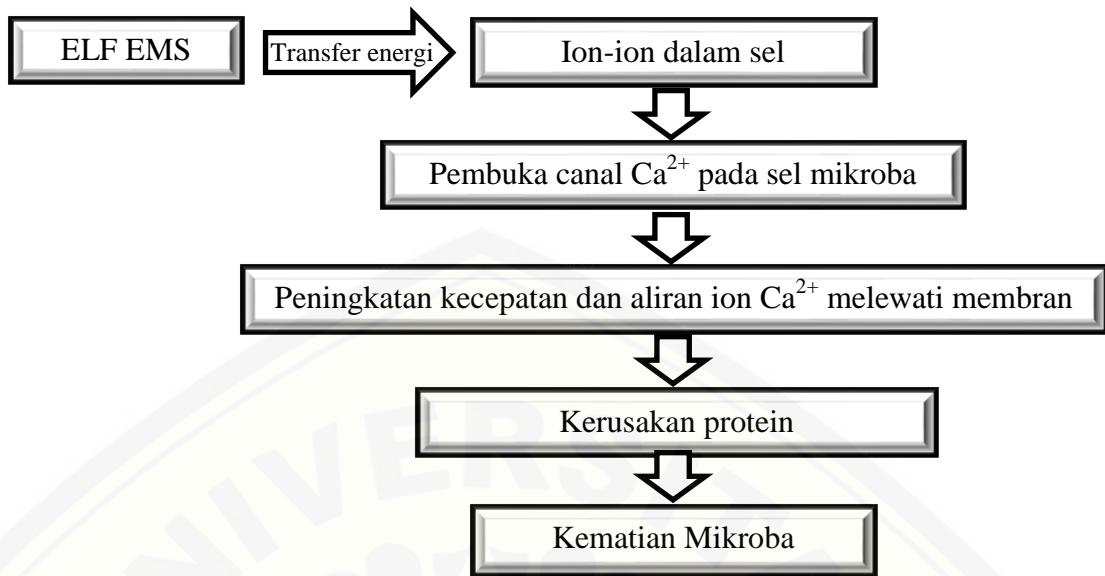 ELF EMS
Transfer energi
Ion-ion dalam sel
Pembuka canal Ca²⁺ pada sel mikroba
Peningkatan kecepatan dan aliran ion Ca²⁺ melewati membran
Kerusakan protein
Kematian Mikroba